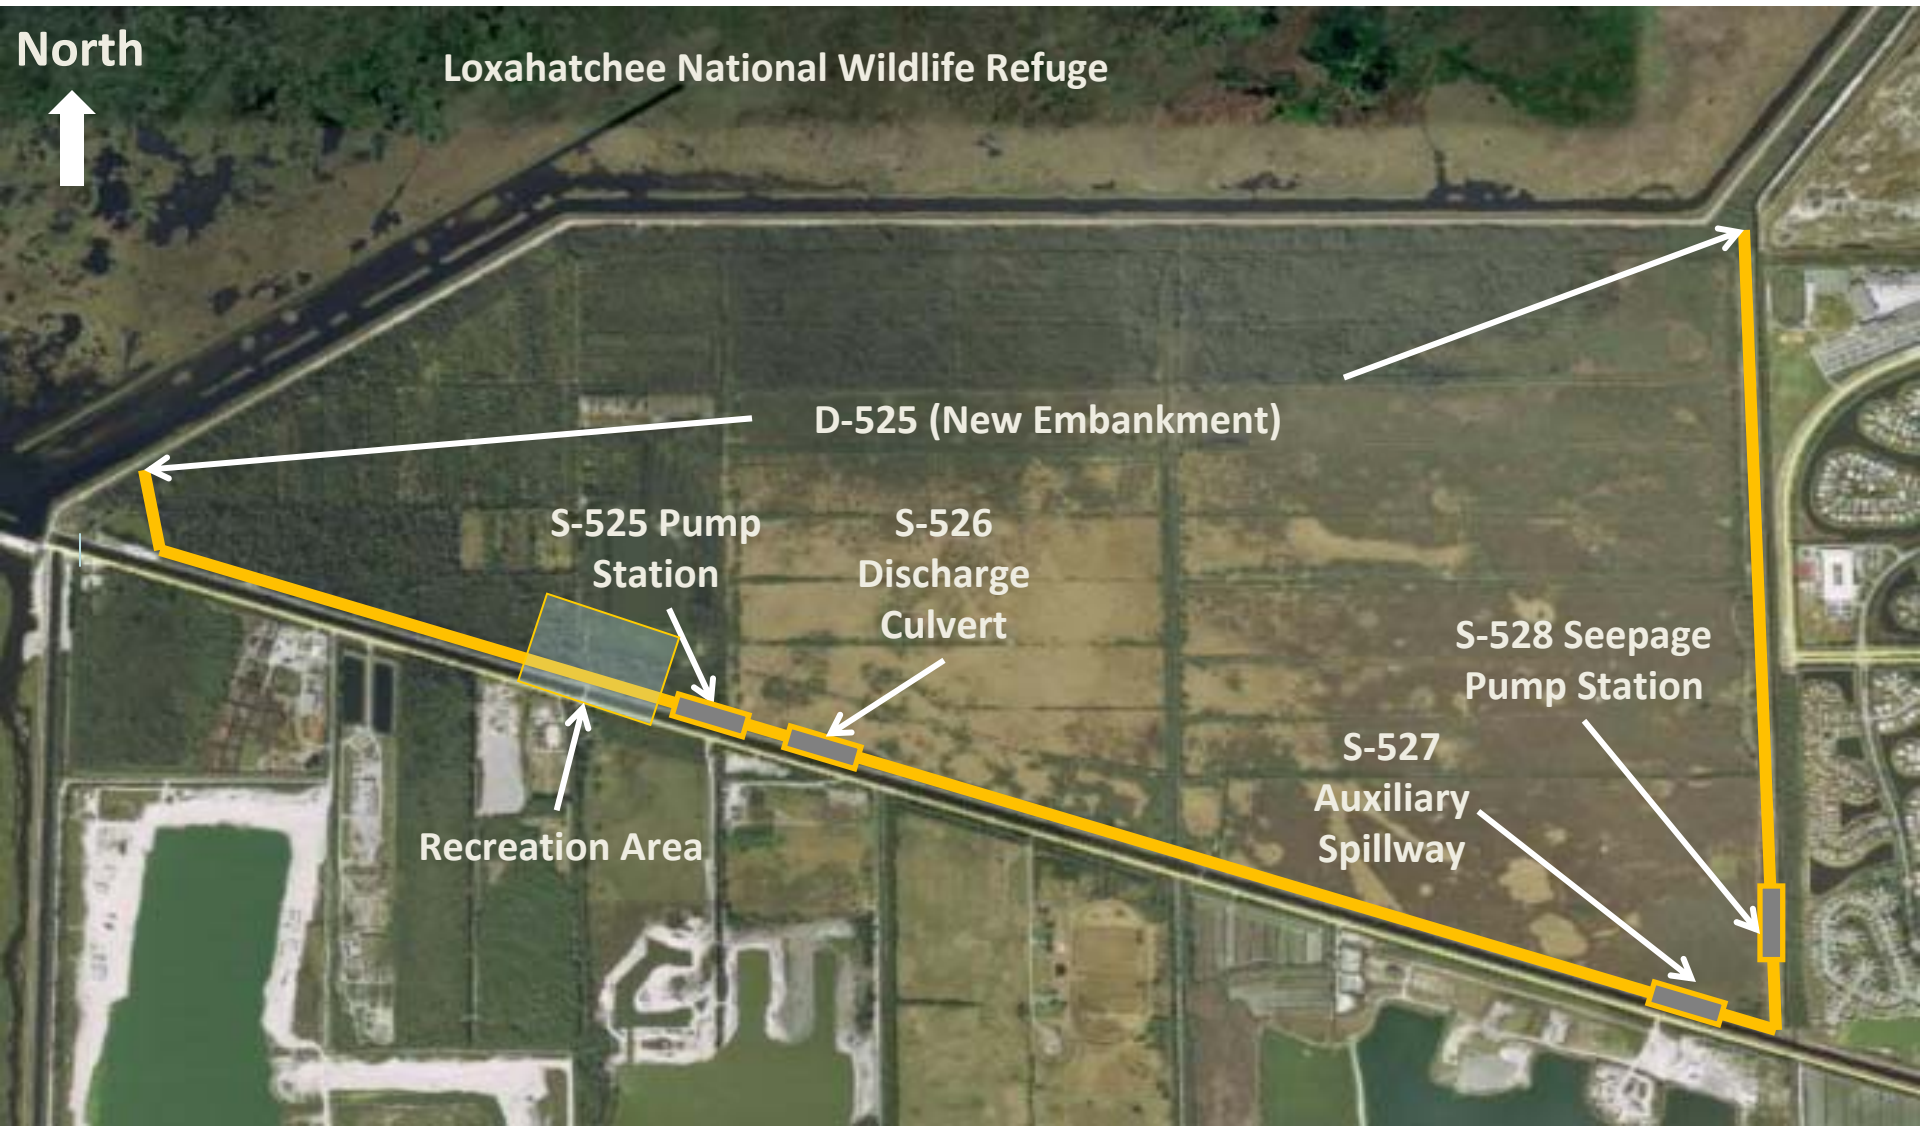 North
Loxahatchee National Wildlife Refuge
D-525 (New Embankment)
S-525 Pump
Station
S-526
Discharge
Culvert
S-528 Seepage
Pump Station
S-527
Auxiliary
Spillway
Recreation Area